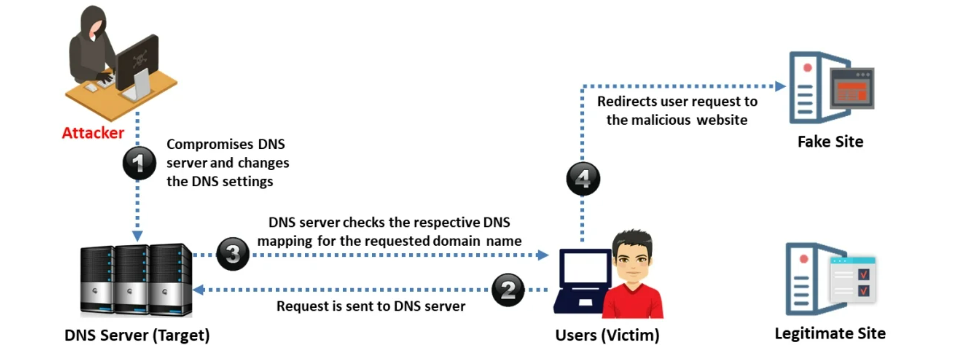 Attacker
1
Compromises DNS
server and changes
the DNS settings
DNS Server (Target)
3
DNS server checks the respective DNS
mapping for the requested domain name
2
Request is sent to DNS server
Users (Victim)
4
Redirects user request to
the malicious website
Fake Site
Legitimate Site